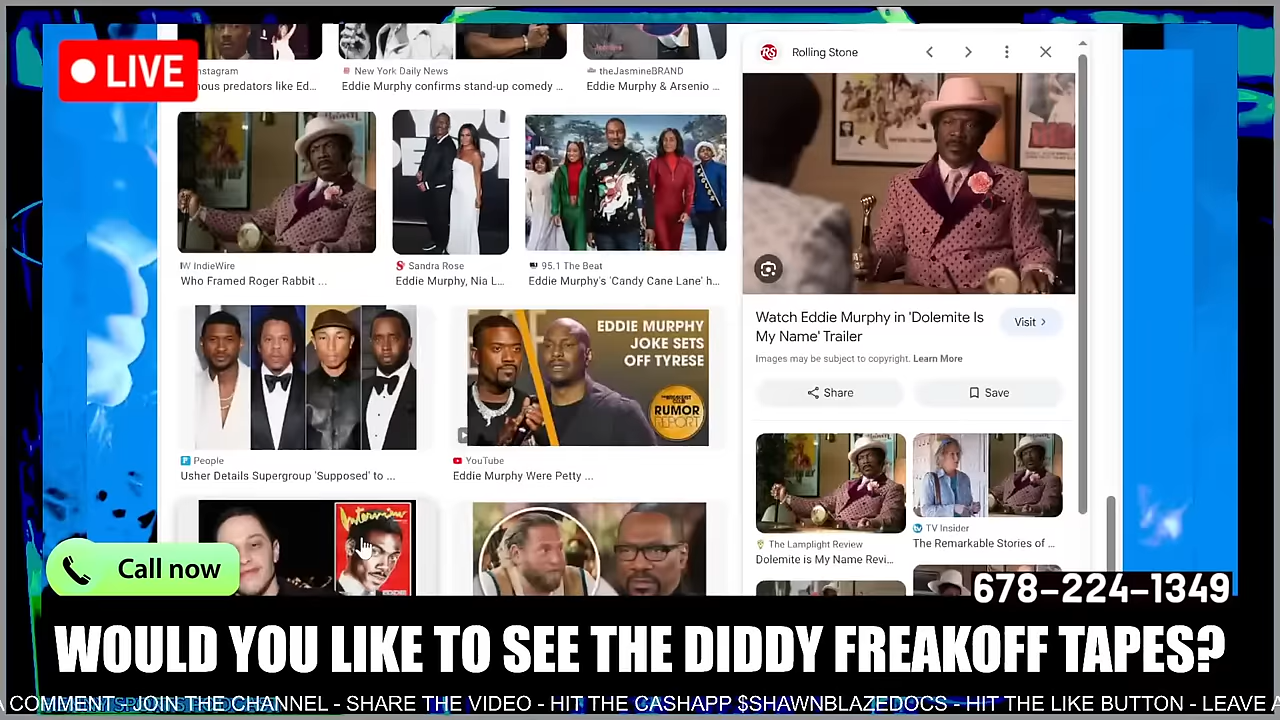 LIVE
nstagram
nous predators like Ed...
New York Daily News
Eddie Murphy confirms stand-up comedy ...
theJasmineBRAND
Eddie Murphy & Arsenio ...
RS
Rolling Stone
YOU
PEOPL
IW IndieWire
Who Framed Roger Rabbit ...
Sandra Rose
Eddie Murphy, Nia L...
95.1 The Beat
Eddie Murphy's 'Candy Cane Lane' h...
Watch Eddie Murphy in 'Dolemite Is
My Name' Trailer
Visit
Images may be subject to copyright. Learn More
Share
Save
EDDIE MURPHY
JOKE SETS
OFF TYRESE
RUMOR
REPORT
People
Usher Details Supergroup 'Supposed' to ...
YouTube
Eddie Murphy Were Petty ...
The Lamplight Review
Dolemite is My Name Revi...
TV Insider
The Remarkable Stories of ...
Interview
Call now
678-224-1349
WOULD YOU LIKE TO SEE THE DIDDY FREAKOFF TAPES?
A COMMENT - JOIN THE CHANNEL - SHARE THE VIDEO - HIT THE CASHAPP $SHAWNBLAZEDOCS - HIT THE LIKE BUTTON - LEAVE A